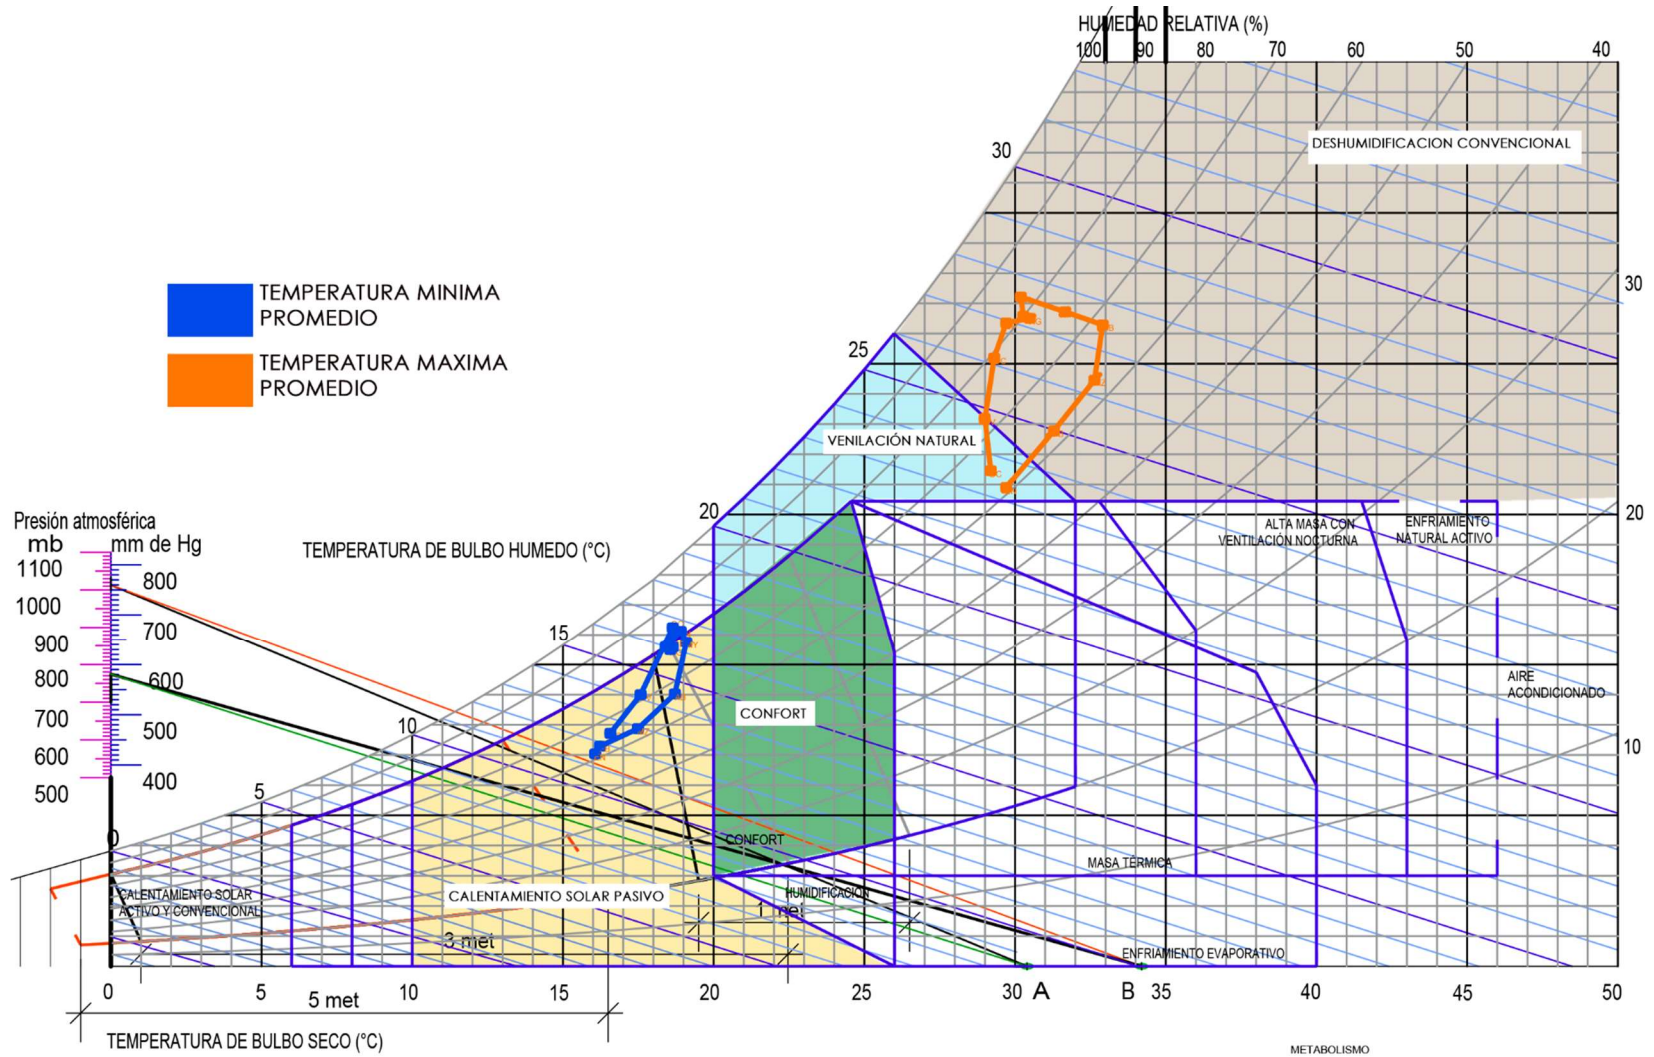 HUMEDAD RELATIVA (%)
100 90 80 70 60 50 40
DESHUMIDIFICACION CONVENCIONAL
30
30
TEMPERATURA MINIMA
PROMEDIO
TEMPERATURA MAXIMA
PROMEDIO
25
VENILACIÓN NATURAL
20
20
Presión atmosférica
mb mm de Hg
TEMPERATURA DE BULBO HUMEDO (°C)
ALTA MASA CON
VENTILACIÓN NOCTURNA
ENFRIAMIENTO
NATURAL ACTIVO
1100
1000
900
800
700
600
500
800
700
600
500
400
15
10
5
0
CONFORT
AIRE
ACONDICIONADO
10
CONFORT
MASA TÉRMICA
CALENTAMIENTO SOLAR
ACTIVO Y CONVENCIONAL
CALENTAMIENTO SOLAR PASIVO
HUMIDIFICACIÓN
1 met
3 met
ENFRIAMIENTO EVAPORATIVO
0 5 10 15 20 25 30 A B 35 40 45 50
5 met
TEMPERATURA DE BULBO SECO (°C)
METABOLISMO